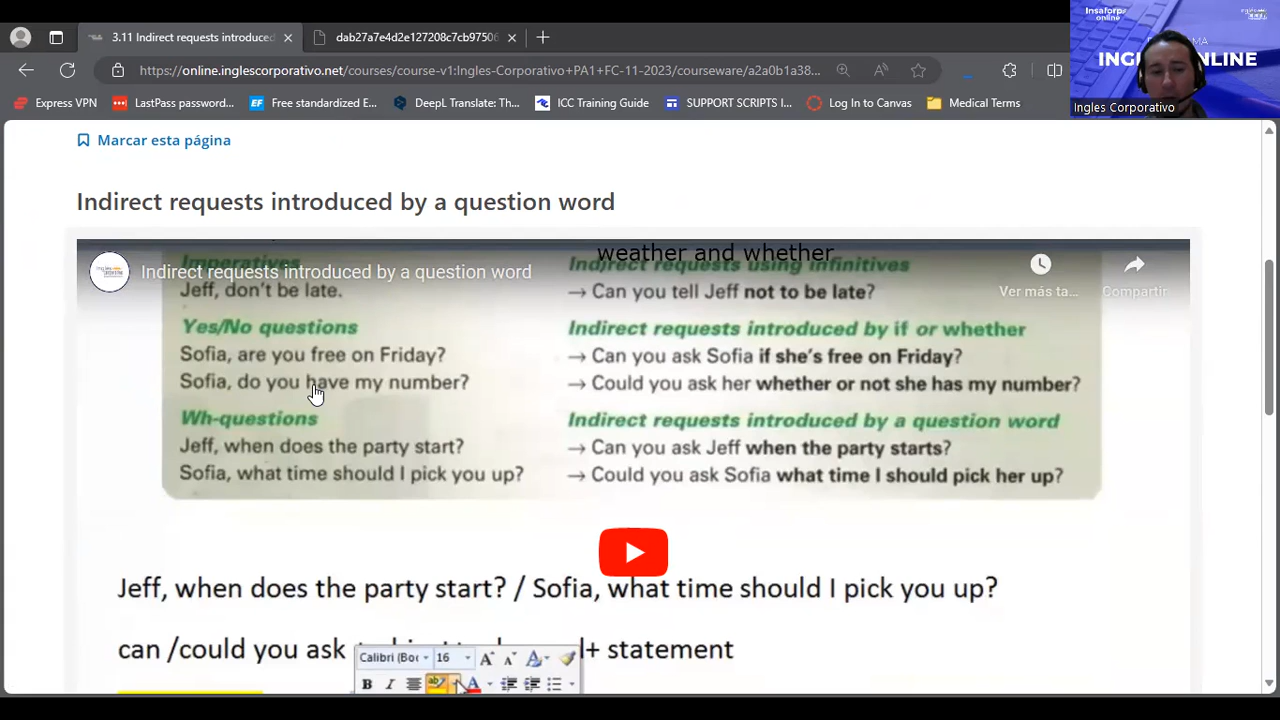 3.11 Indirect requests introduced
dab27a7e4d2e127208c7cb97506
https://online.inglescorporativo.net/courses/course-v1:Ingles-Corporativo+PA1+FC-11-2023/courseware/a2a0b1a38...
Express VPN
LastPass password...
Free standardized E...
DeepL Translate: Th...
ICC Training Guide
SUPPORT SCRIPTS I...
Log In to Canvas
Medical Terms
Insaforp
online
INGL
ONLINE
Ingles Corporativo
Marcar esta página
Indirect requests introduced by a question word
weather and whether
Indirect requests introduced by a question word
Ver más ta...
Compartir
Imperatives
Indirect requests using infinitives
Jeff, don't be late.
→ Can you tell Jeff not to be late?
Yes/No questions
Indirect requests introduced by if or whether
Sofia, are you free on Friday?
→ Can you ask Sofia if she's free on Friday?
Sofia, do you have my number?
→ Could you ask her whether or not she has my number?
Wh-questions
Indirect requests introduced by a question word
Jeff, when does the party start?
→ Can you ask Jeff when the party starts?
Sofia, what time should I pick you up?
→ Could you ask Sofia what time I should pick her up?
Jeff, when does the party start? / Sofia, what time should I pick you up?
can /could you ask + statement
Calibri (Bo 16
B I